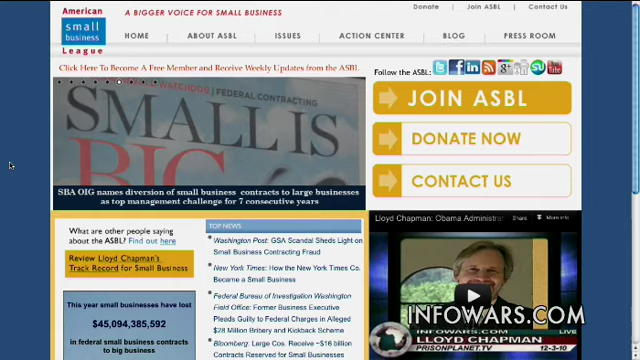 American
small
business
League
A BIGGER VOICE FOR SMALL BUSINESS
Donate
Join ASBL
Contact Us
HOME
ABOUT ASBL
ISSUES
ACTION CENTER
BLOG
PRESS ROOM
Click Here To Become A Free Member and Receive Weekly Updates from the ASBL
Follow the ASBL:
FEDERAL CONTRACTING
SMALL IS
BIG
SBA OIG names diversion of small business contracts to large businesses
as top management challenge for 7 consecutive years
JOIN ASBL
DONATE NOW
CONTACT US
What are other people saying
about the ASBL? Find out here
Review Lloyd Chapman's
Track Record for Small Business
This year small businesses have lost
$45,094,385,592
in federal small business contracts
to big business
TOP NEWS
Washington Post: GSA Scandal Sheds Light on
Small Business Contracting Fraud
New York Times: How the New York Times Co.
Became a Small Business
Federal Bureau of Investigation Washington
Field Office: Former Business Executive
Pleads Guilty to Federal Charges in Alleged
$28 Million Bribery and Kickback Scheme
Bloomberg: Large Cos. Receive ~$16 billion
Contracts Reserved for Small Businesses
Lloyd Chapman: Obama Administrat
Share
More info
INFOWARS.COM
LIVE
INFOWARS.COM
LLOYD CHAPMAN
PRISONPLANET.TV
12-3-10